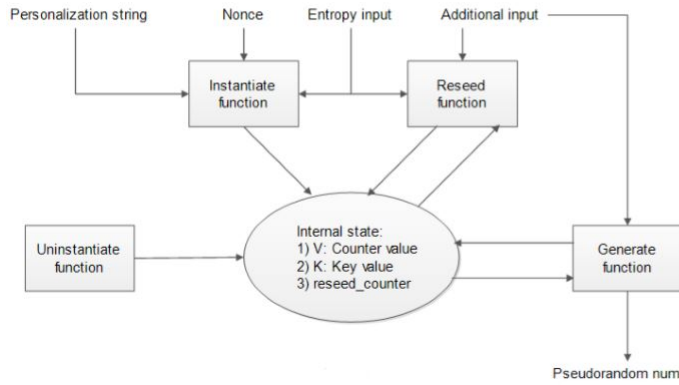 Personalization string
Nonce
Entropy input
Additional input
Instantiate
function
Reseed
function
Internal state:
1) V: Counter value
2) K: Key value
3) reseed_counter
Uninstantiate
function
Generate
function
Pseudorandom num